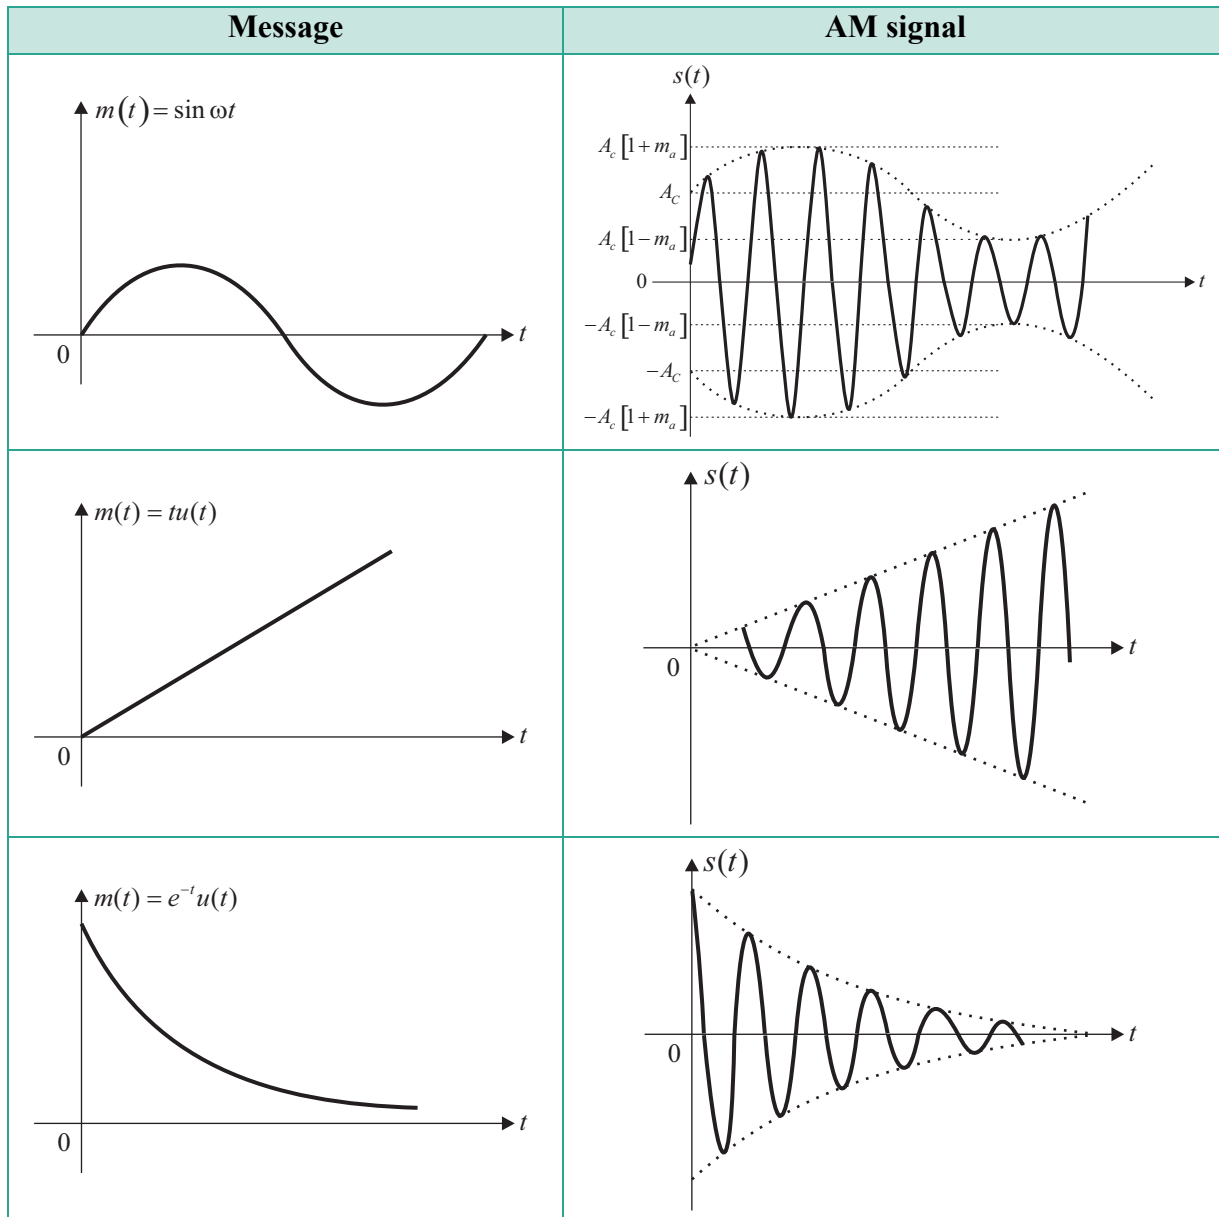 Message
AM signal
m(t) = sin ωt
t
0
s(t)
A_c[1+m_a]
A_C
A_c[1−m_a]
0
t
−A_c[1−m_a]
−A_C
−A_c[1+m_a]
m(t) = tu(t)
t
0
s(t)
t
0
m(t) = e^{−t}u(t)
t
0
s(t)
t
0